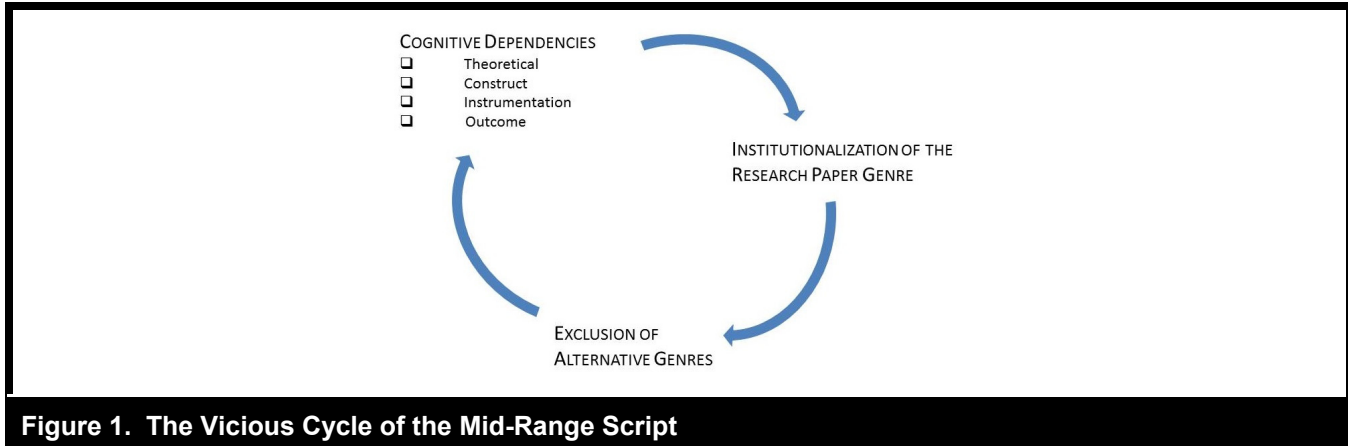 COGNITIVE DEPENDENCIES
❑ Theoretical
❑ Construct
❑ Instrumentation
❑ Outcome
INSTITUTIONALIZATION OF THE
RESEARCH PAPER GENRE
EXCLUSION OF
ALTERNATIVE GENRES
Figure 1. The Vicious Cycle of the Mid-Range Script